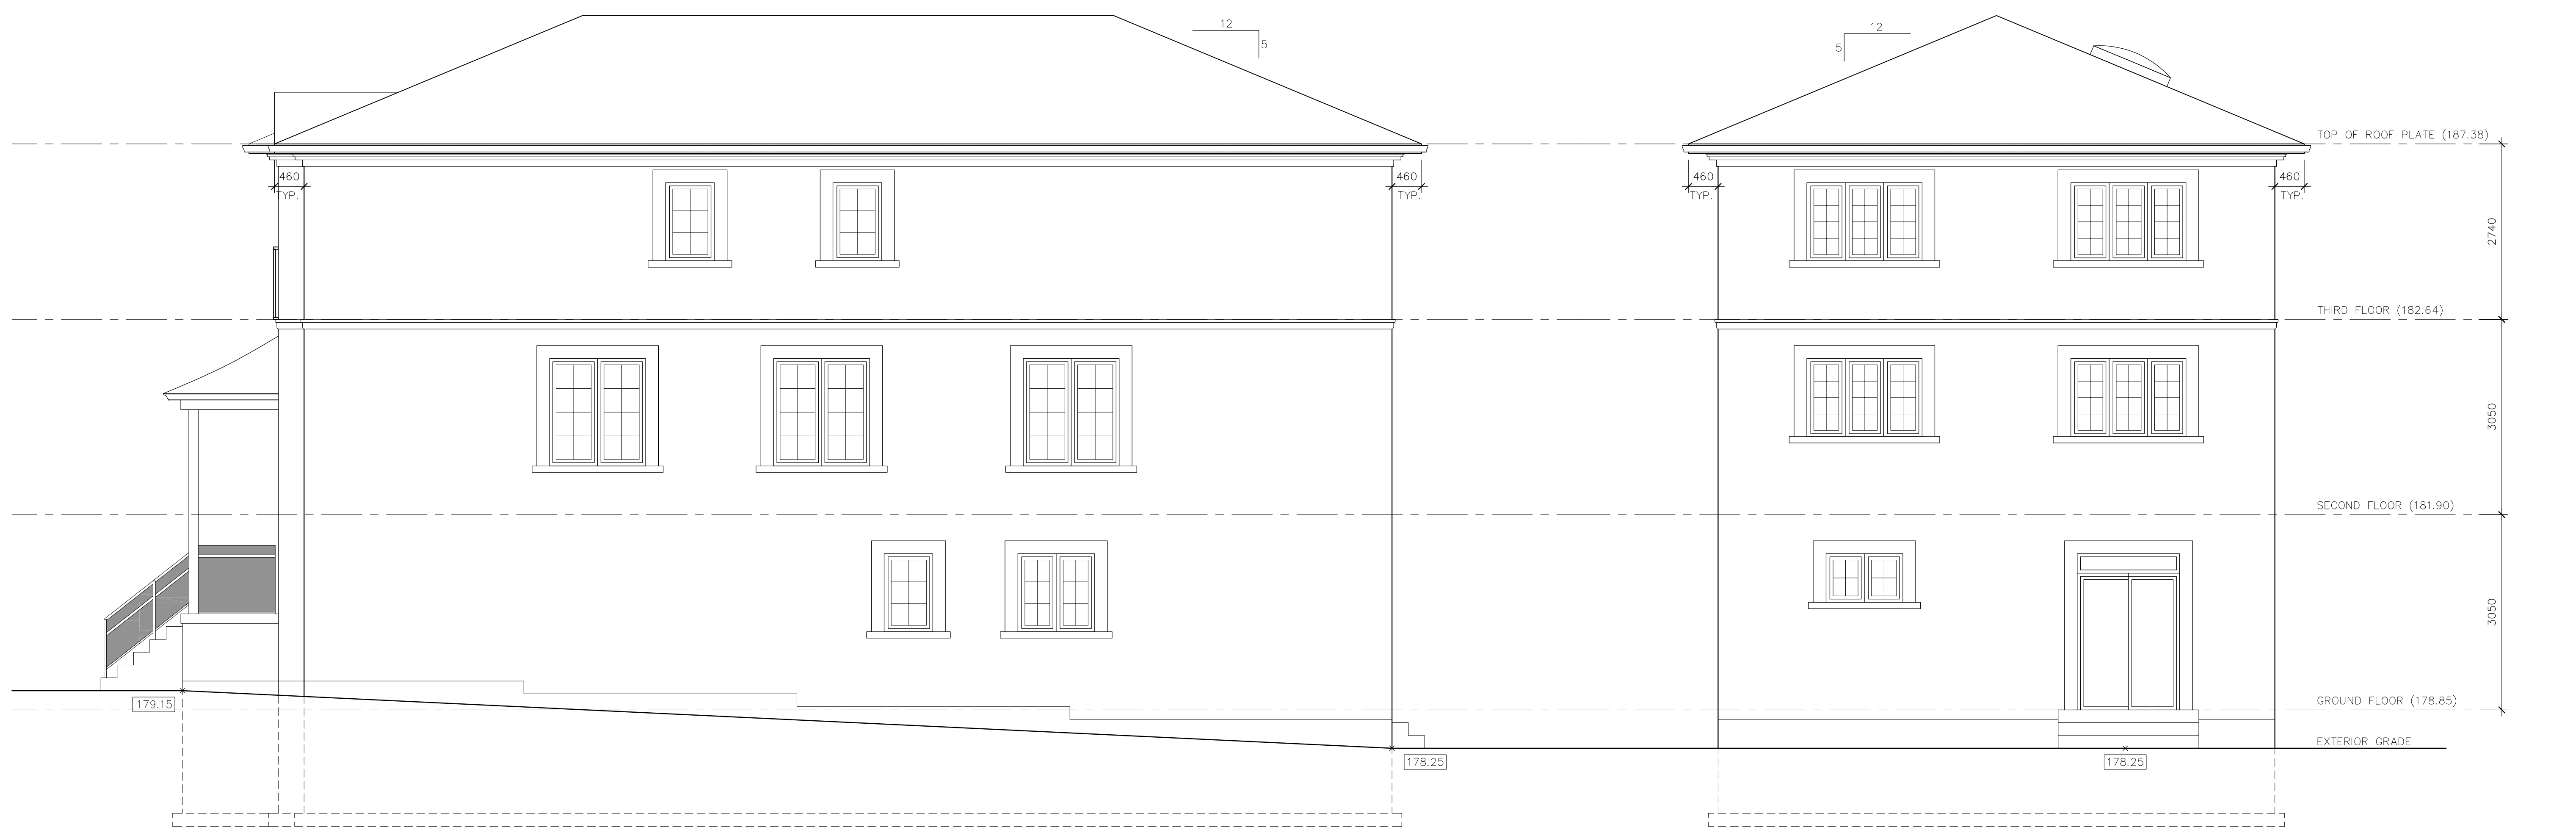 12
5
12
5
TOP OF ROOF PLATE (187.38)
460
TYP.
460
TYP.
460
TYP.
460
TYP.
2740
THIRD FLOOR (182.64)
3050
SECOND FLOOR (181.90)
3050
179.15
GROUND FLOOR (178.85)
EXTERIOR GRADE
178.25
178.25